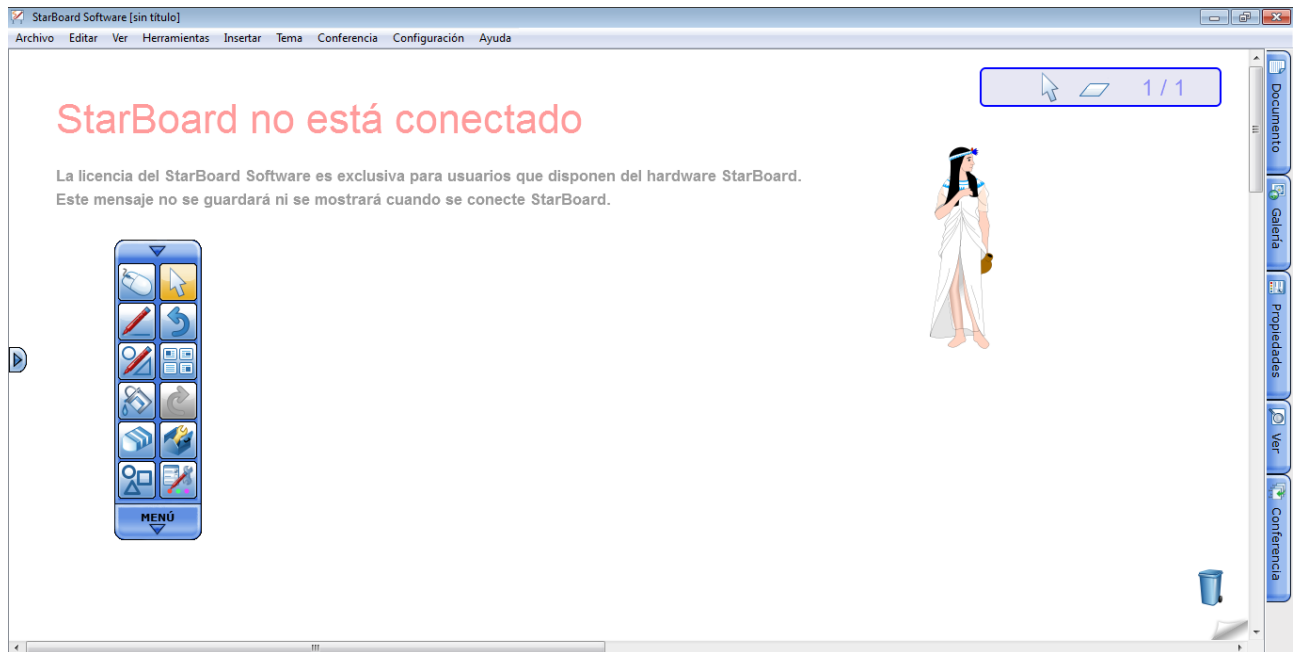 StarBoard Software [sin título]
Archivo Editar Ver Herramientas Insertar Tema Conferencia Configuración Ayuda
1 / 1
StarBoard no está conectado
La licencia del StarBoard Software es exclusiva para usuarios que disponen del hardware StarBoard.
Este mensaje no se guardará ni se mostrará cuando se conecte StarBoard.
MENÚ
Documento
Galería
Propiedades
Ver
Conferencia